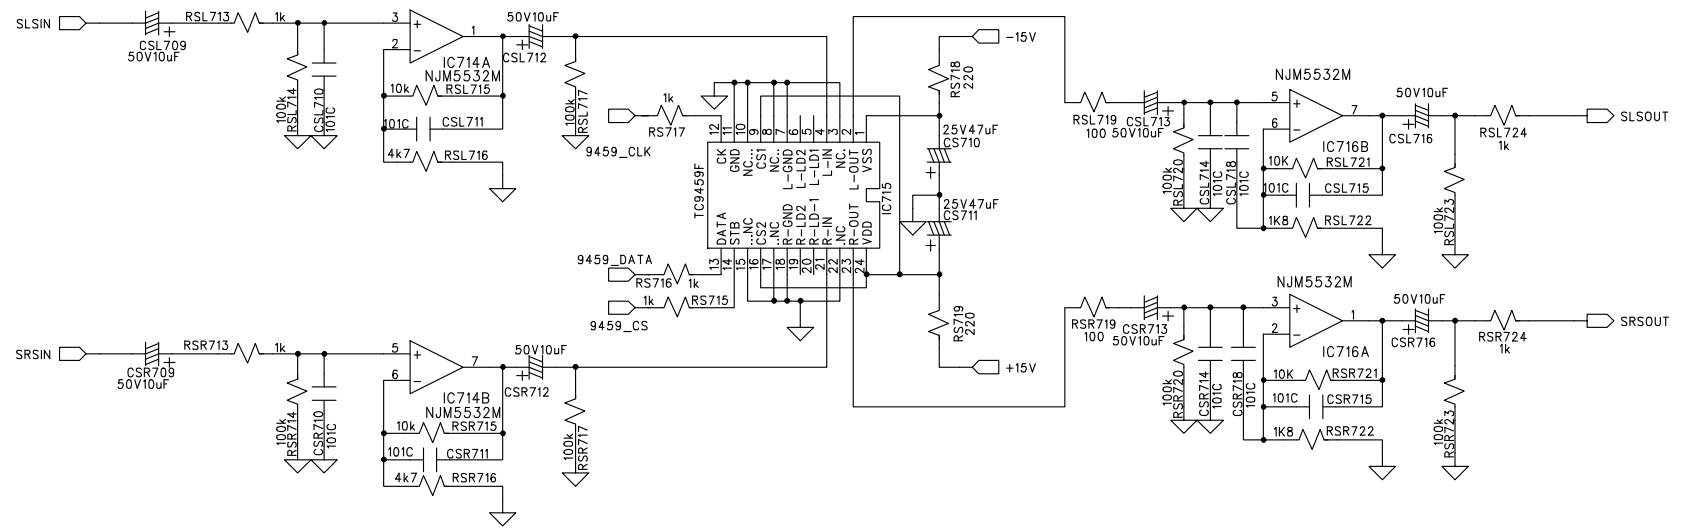 SLSIN
CSL709
50V10uF
RSL713
1k
100k
RSL714
CSL710
101C
3
2
1
IC714A
NJM5532M
10k
RSL715
101C
CSL711
4k7
RSL716
50V10uF
CSL712
100k
RSL717
9459_CLK
1k
RS717
12 11 10 9 8 7 6 5 4 3 2 1
CK
GND
NC...
CS1
NC..
L-GND
L-LD2
L-LD1
L-IN
NC.
L-OUT
VSS
TC9459F
IC715
DATA
STB
...NC
CS2
..NC
R-GND
R-LD2
R-LD-1
R-IN
.NC
R-OUT
VDD
13 14 15 16 17 18 19 20 21 22 23 24
9459_DATA
RS716
1k
1k
RS715
9459_CS
-15V
RS718
220
25V47uF
CS710
25V47uF
CS711
RS719
220
+15V
RSL719
100
CSL713
50V10uF
100k
RSL720
CSL714
101C
CSL718
101C
NJM5532M
5
6
7
IC716B
10K
RSL721
101C
CSL715
1K8
RSL722
50V10uF
CSL716
100k
RSL723
RSL724
1k
SLSOUT
SRSIN
CSR709
50V10uF
RSR713
1k
100k
RSR714
CSR710
101C
5
6
7
IC714B
NJM5532M
10k
RSR715
101C
CSR711
4k7
RSR716
50V10uF
CSR712
100k
RSR717
RSR719
100
CSR713
50V10uF
100k
RSR720
CSR714
101C
CSR718
101C
NJM5532M
3
2
1
IC716A
10K
RSR721
101C
CSR715
1K8
RSR722
50V10uF
CSR716
100k
RSR723
RSR724
1k
SRSOUT